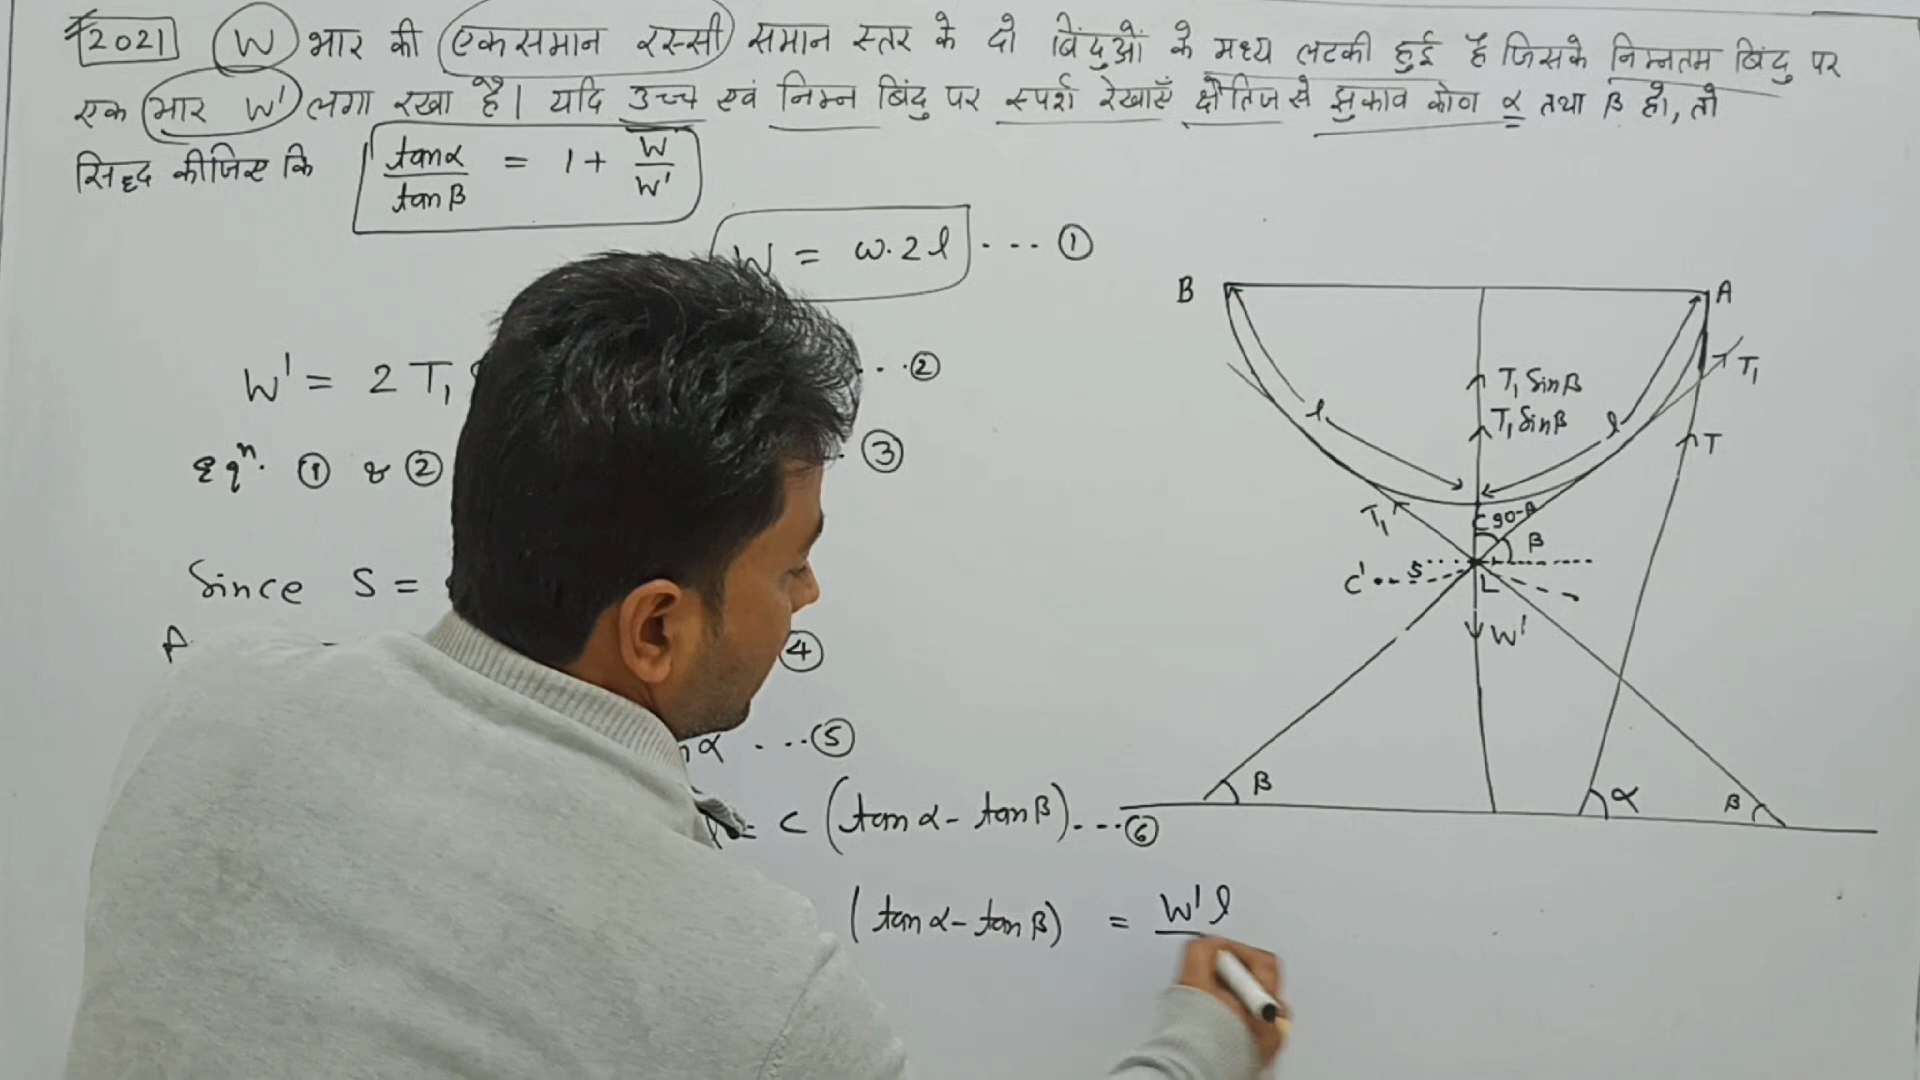 *2021 W भार की एकसमान रस्सी समान स्तर के दो बिंदुओं के मध्य लटकी हुई है जिसके निम्नतम बिंदु पर
एक भार W' लगा रखा है। यदि उच्च एवं निम्न बिंदु पर स्पर्श रेखाएँ क्षैतिज से झुकाव कोण α तथा β हो, तो
सिद्ध कीजिए कि tanα/tanβ = 1 + W/W'
W = ω.2l ---- ①
W' = 2 T₁ ..②
Eqⁿ. ① & ② . ③
Since S =
④
α ...⑤
= c (tanα - tanβ)....⑥
(tanα - tanβ) = W'l
B A
T₁
T₁ Sinβ
T₁ Sinβ
l l
T
T₁ C 90-β
β
C' S L
W'
β α β